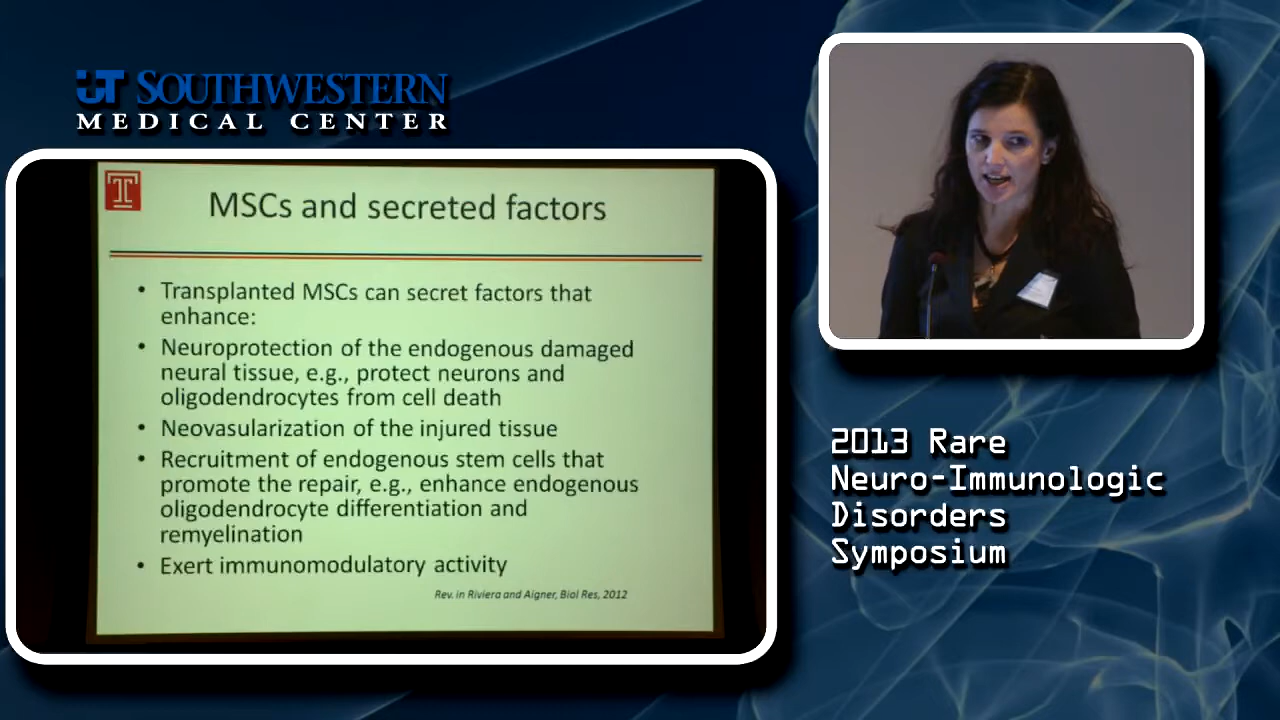 UT SOUTHWESTERN
MEDICAL CENTER
T
MSCs and secreted factors
• Transplanted MSCs can secret factors that
enhance:
• Neuroprotection of the endogenous damaged
neural tissue, e.g., protect neurons and
oligodendrocytes from cell death
• Neovasularization of the injured tissue
• Recruitment of endogenous stem cells that
promote the repair, e.g., enhance endogenous
oligodendrocyte differentiation and
remyelination
• Exert immunomodulatory activity
Rev. in Riviera and Aigner, Biol Res, 2012
2013 Rare
Neuro-Immunologic
Disorders
Symposium